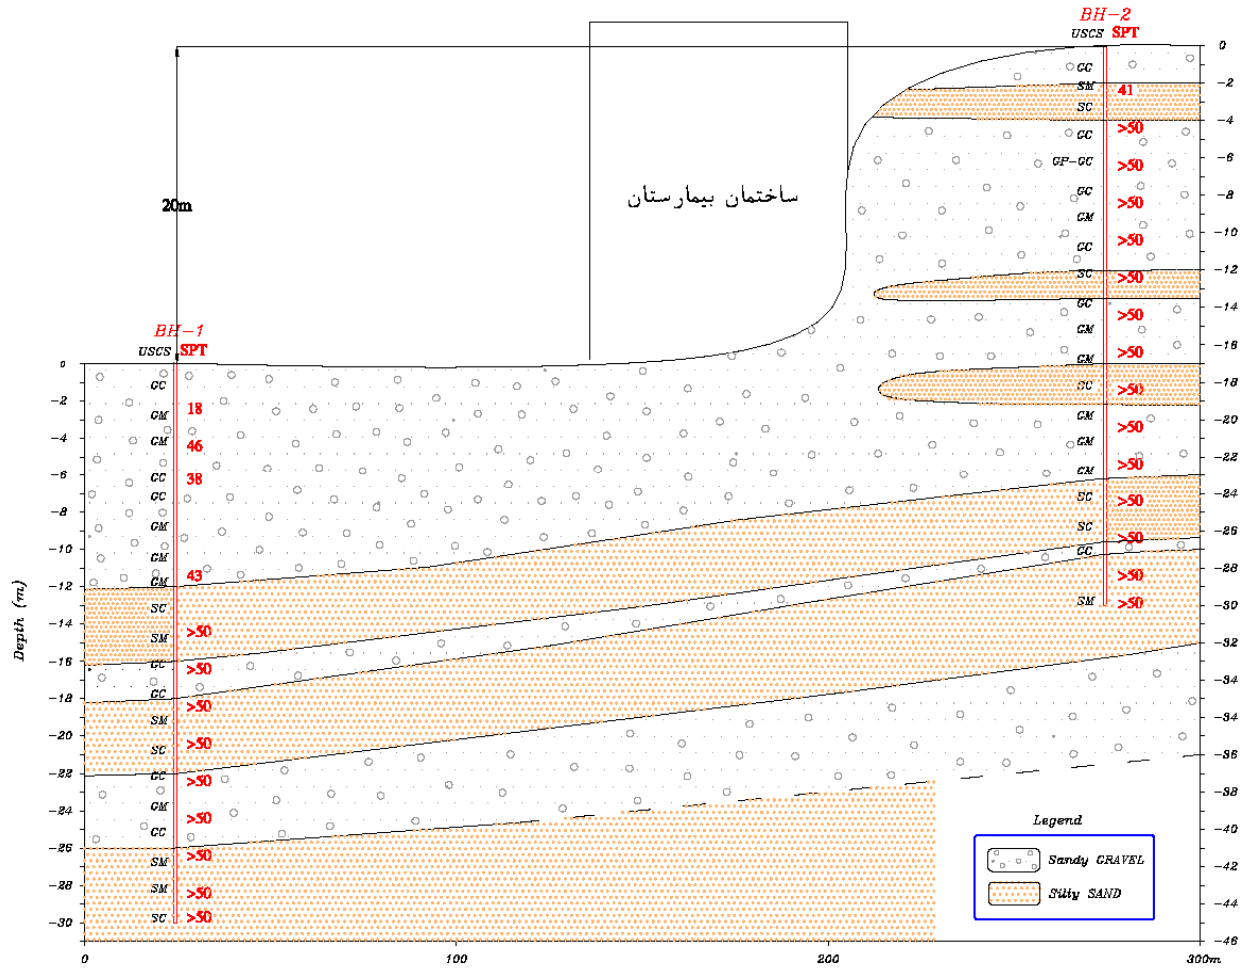 BH-2
USCS SPT
0
GC
-2
SM
41
SC
-4
>50
GC
-6
GP-GC
>50
-8
GC
>50
GM
-10
GC
>50
-12
SC
>50
GC
-14
>50
GM
-16
GM
>50
-18
SC
>50
-20
GM
>50
GM
-22
GM
>50
-24
SC
>50
SC
-26
>50
GC
-28
>50
-30
SM
>50
-32
-34
-36
-38
-40
-42
-44
-46
20m
ساختمان بیمارستان
BH-1
USCS SPT
0
GC
-2
18
GM
-4
GM
46
-6
GC
38
GC
-8
GM
-10
GM
43
-12
GM
SC
-14
SM
>50
-16
GC
>50
-18
GC
>50
SM
-20
SC
>50
-22
GC
>50
GM
-24
>50
GC
-26
>50
SM
-28
SM
>50
-30
SC
>50
Depth (m)
Legend
Sandy GRAVEL
Silty SAND
0
100
200
300m